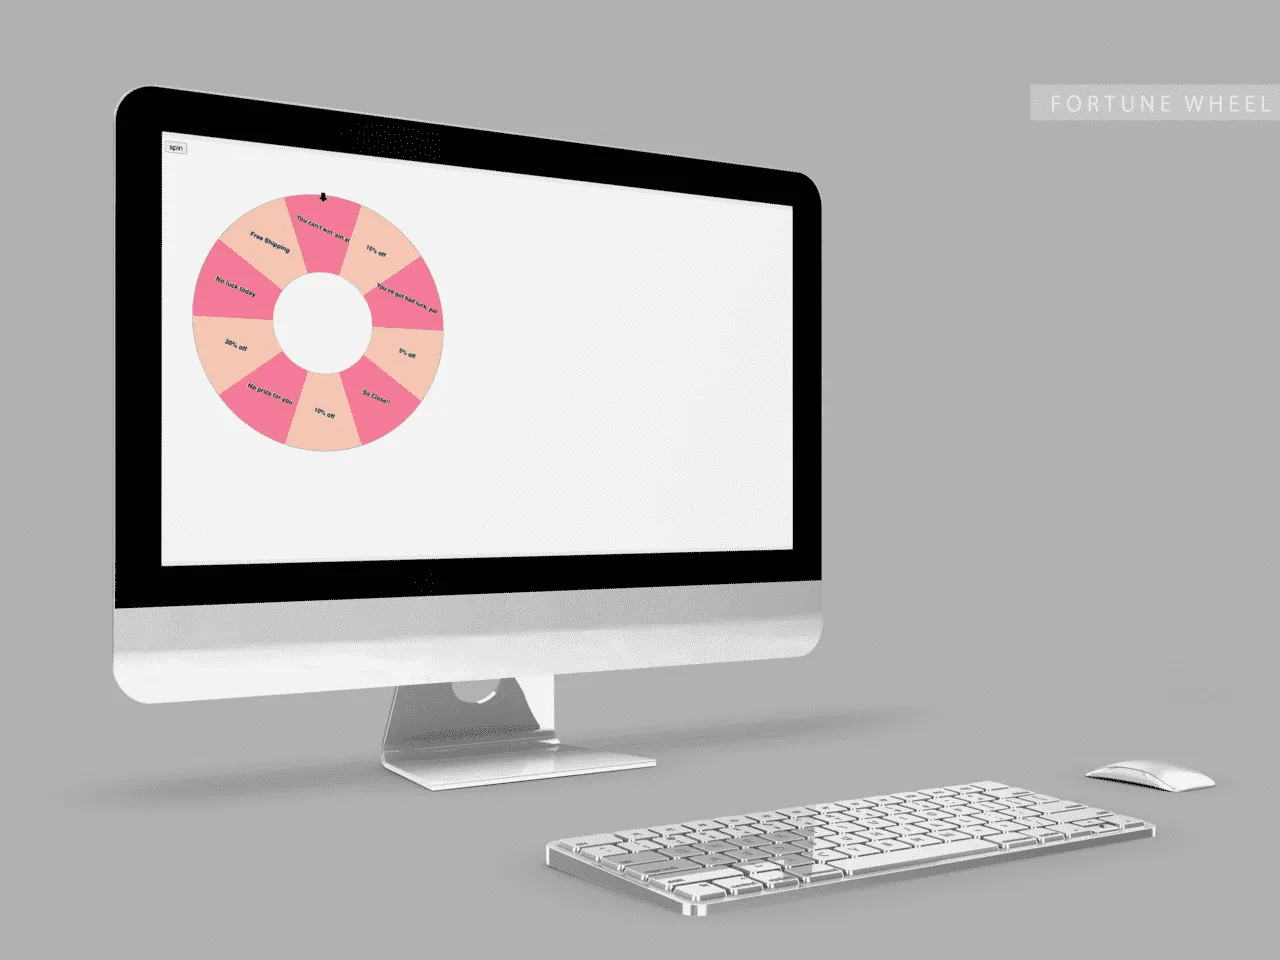 FORTUNE WHEEL
spin
You can't win 'em al
Free Shipping
15% off
No luck today
You've got bad luck, pal
20% off
5% off
No prize for you
So Close!!
10% off